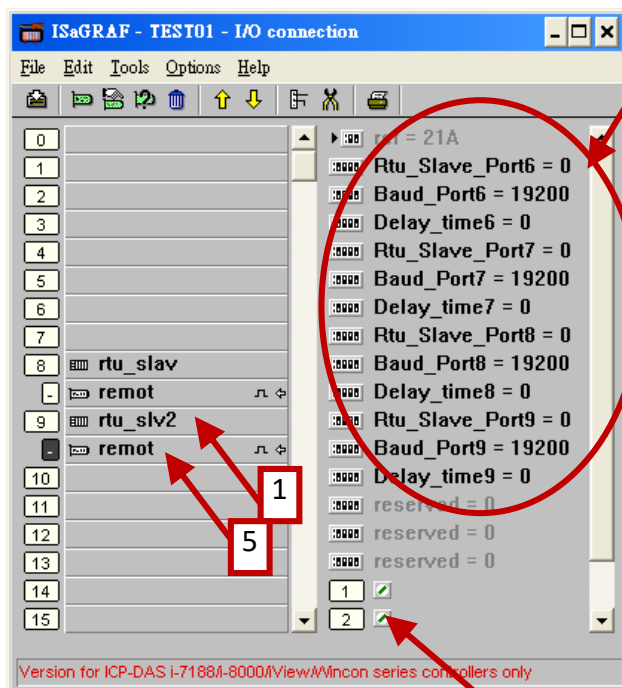 ISaGRAF - TEST01 - I/O connection
File Edit Tools Options Help
0
1
2
3
4
5
6
7
8 rtu_slav
- remot
9 rtu_slv2
- remot
10
11
12
13
14
15
ref = 21A
Rtu_Slave_Port6 = 0
Baud_Port6 = 19200
Delay_time6 = 0
Rtu_Slave_Port7 = 0
Baud_Port7 = 19200
Delay_time7 = 0
Rtu_Slave_Port8 = 0
Baud_Port8 = 19200
Delay_time8 = 0
Rtu_Slave_Port9 = 0
Baud_Port9 = 19200
Delay_time9 = 0
reserved = 0
reserved = 0
reserved = 0
1
2
1
5
Version for ICP-DAS i-7188/i-8000/iView/Wincon series controllers only